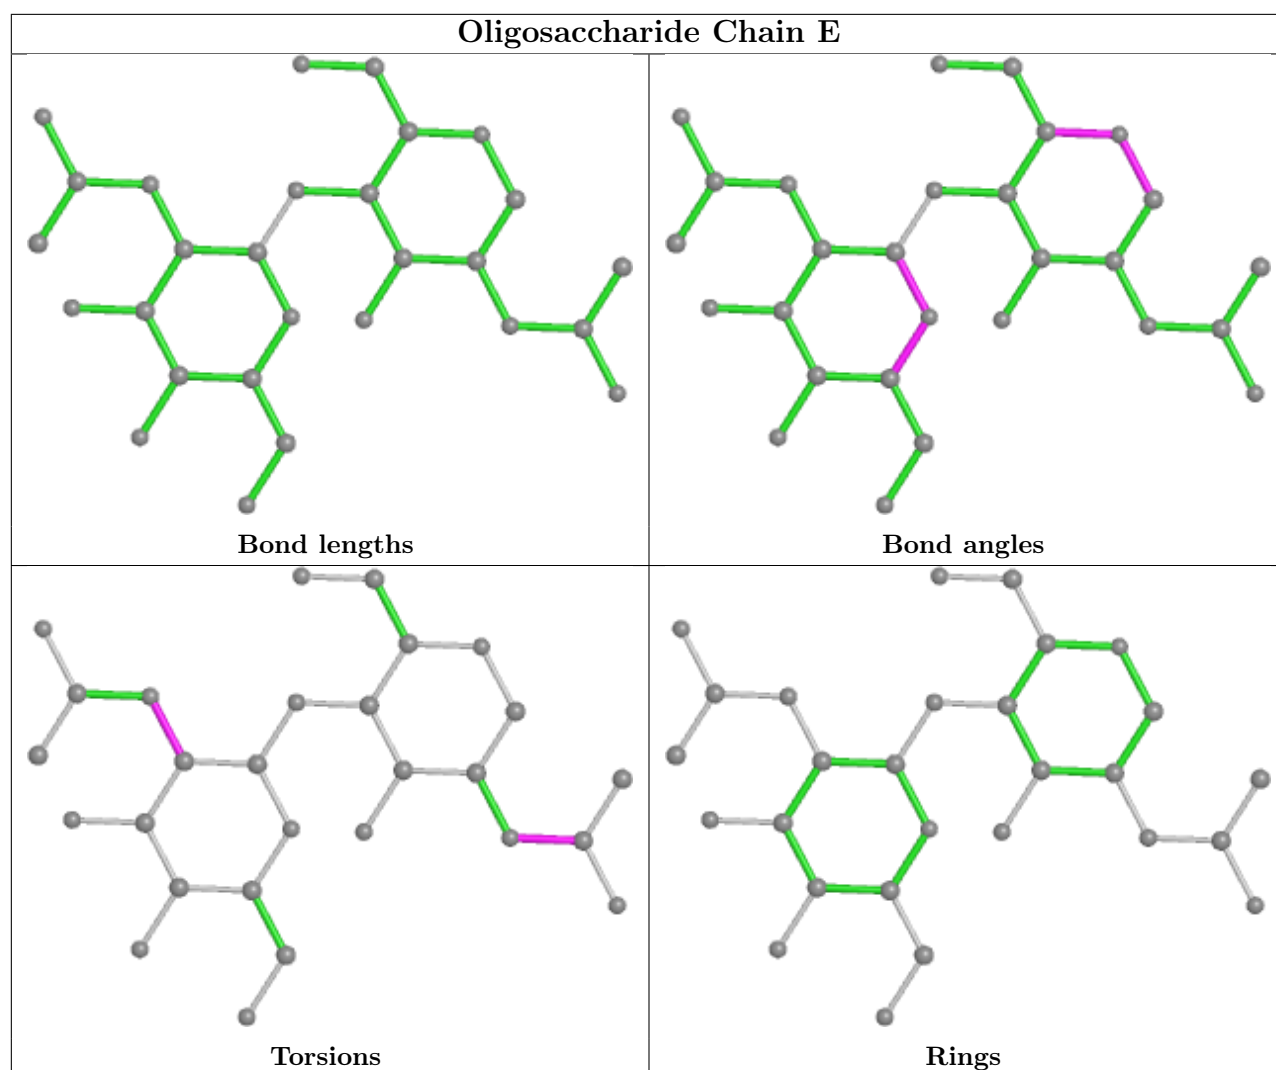 Oligosaccharide Chain E
Bond lengths
Bond angles
Torsions
Rings